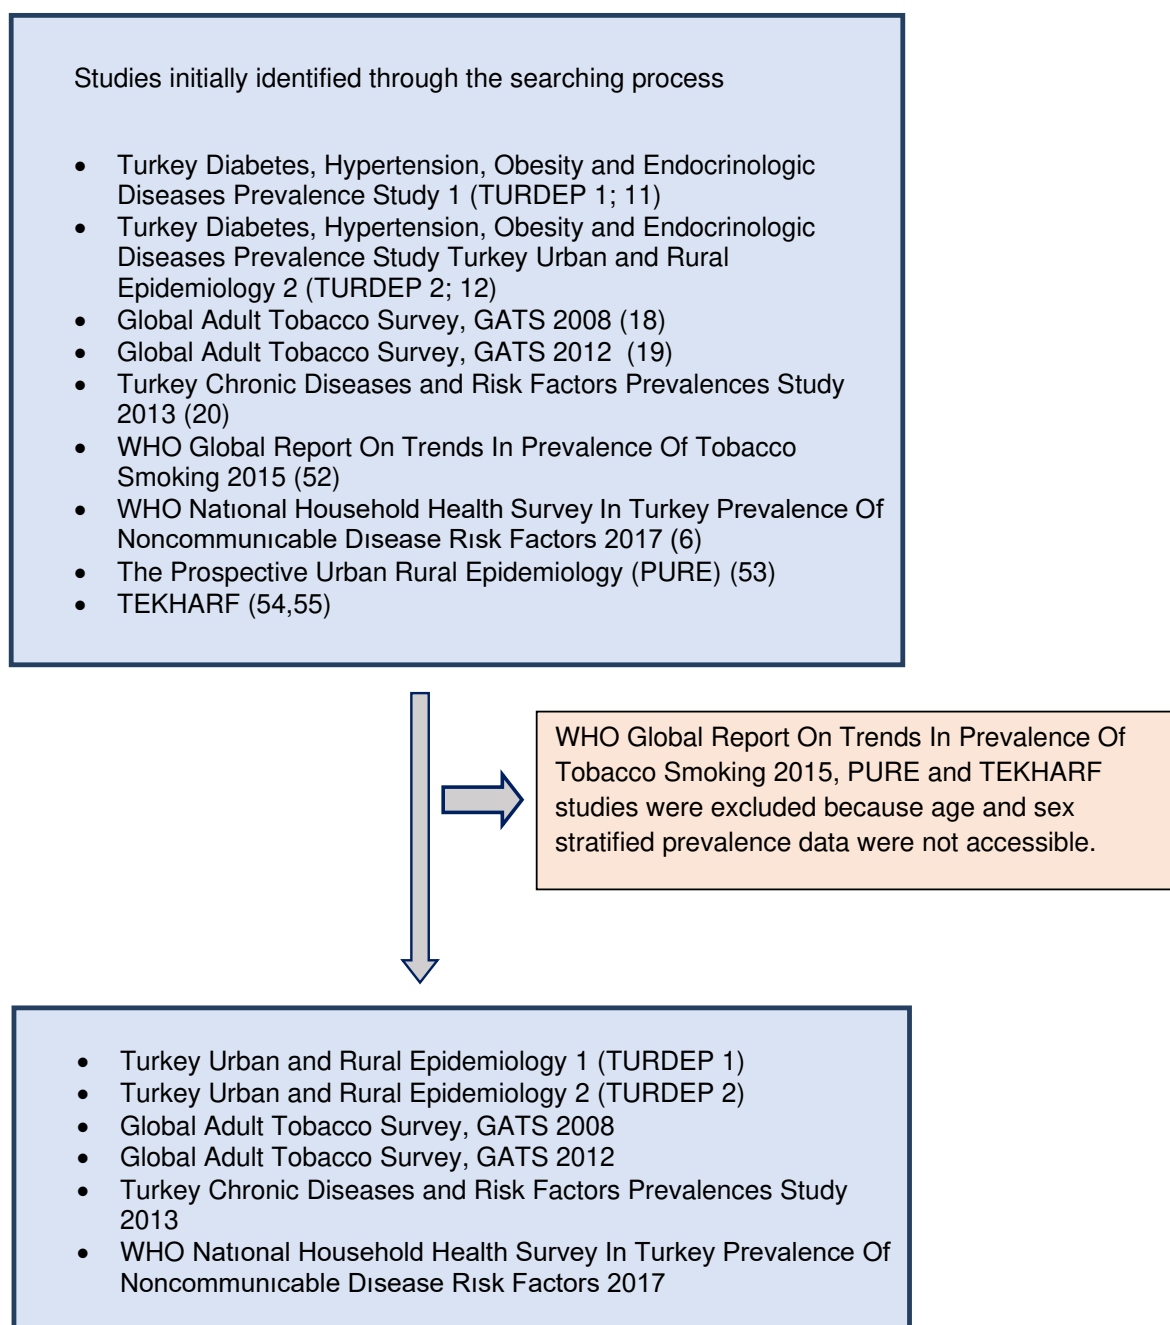 Studies initially identified through the searching process
• Turkey Diabetes, Hypertension, Obesity and Endocrinologic
Diseases Prevalence Study 1 (TURDEP 1; 11)
• Turkey Diabetes, Hypertension, Obesity and Endocrinologic
Diseases Prevalence Study Turkey Urban and Rural
Epidemiology 2 (TURDEP 2; 12)
• Global Adult Tobacco Survey, GATS 2008 (18)
• Global Adult Tobacco Survey, GATS 2012  (19)
• Turkey Chronic Diseases and Risk Factors Prevalences Study
2013 (20)
• WHO Global Report On Trends In Prevalence Of Tobacco
Smoking 2015 (52)
• WHO Natıonal Household Health Survey In Turkey Prevalence Of
Noncommunıcable Dısease Rısk Factors 2017 (6)
• The Prospective Urban Rural Epidemiology (PURE) (53)
• TEKHARF (54,55)
WHO Global Report On Trends In Prevalence Of
Tobacco Smoking 2015, PURE and TEKHARF
studies were excluded because age and sex
stratified prevalence data were not accessible.
• Turkey Urban and Rural Epidemiology 1 (TURDEP 1)
• Turkey Urban and Rural Epidemiology 2 (TURDEP 2)
• Global Adult Tobacco Survey, GATS 2008
• Global Adult Tobacco Survey, GATS 2012
• Turkey Chronic Diseases and Risk Factors Prevalences Study
2013
• WHO Natıonal Household Health Survey In Turkey Prevalence Of
Noncommunıcable Dısease Rısk Factors 2017